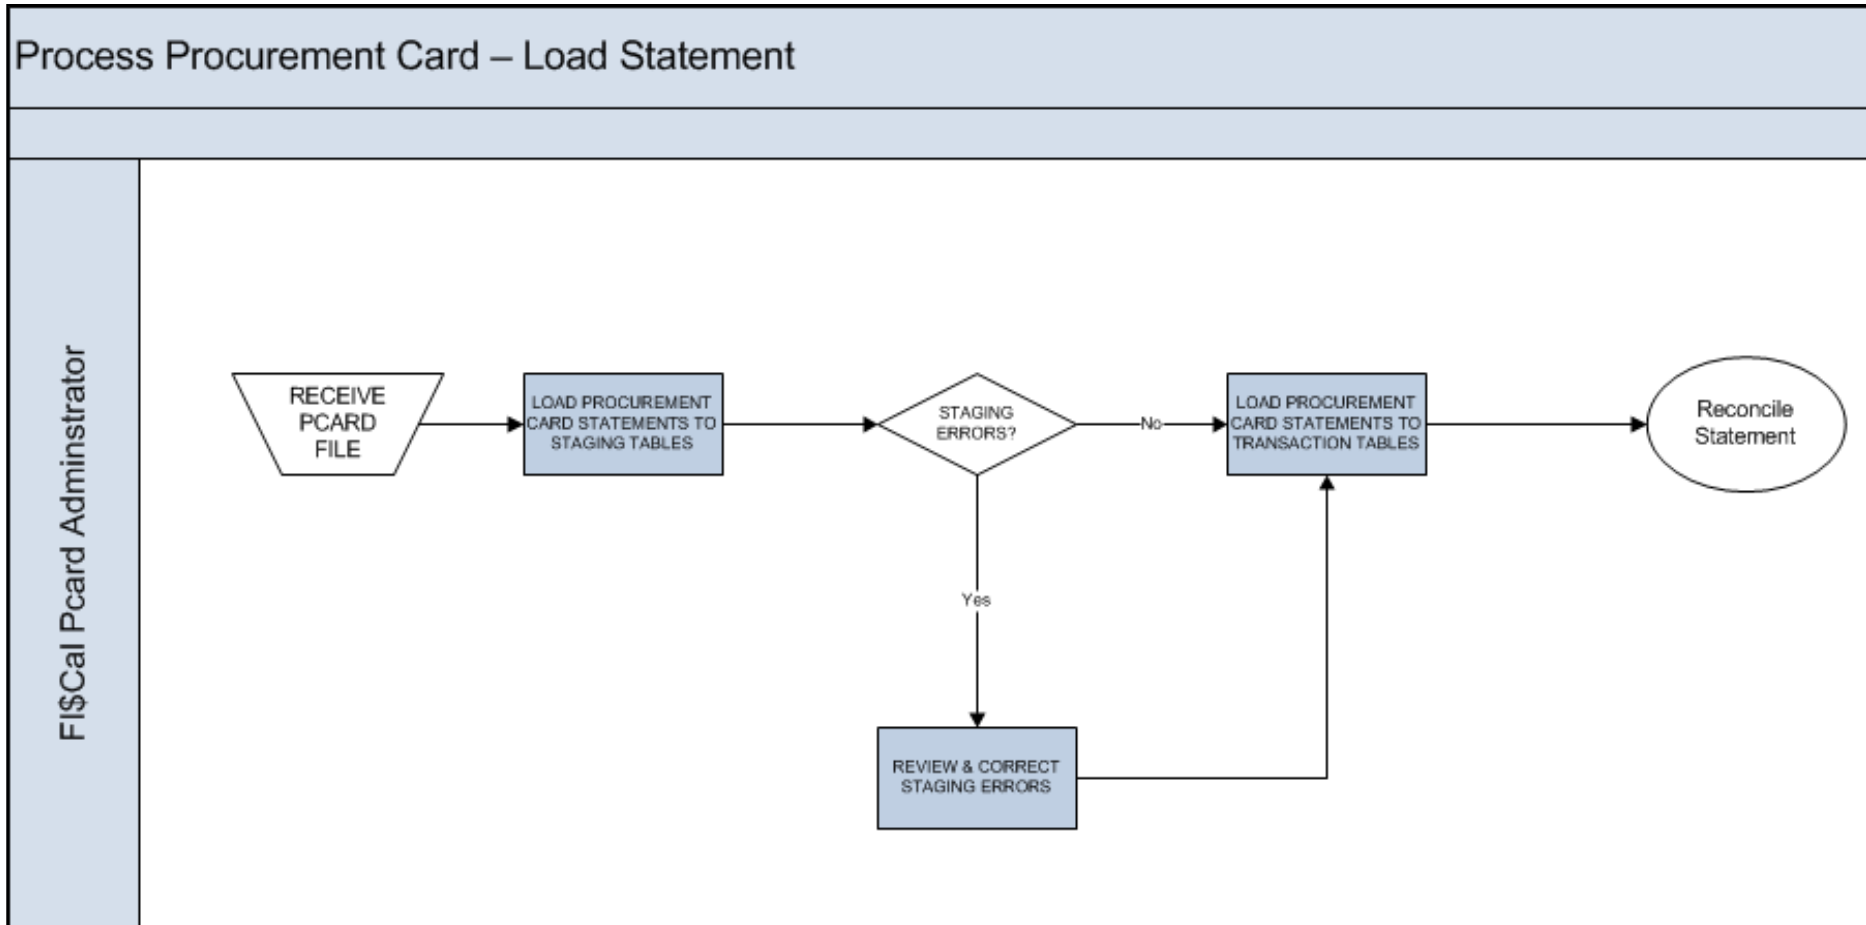 Process Procurement Card – Load Statement
FI$Cal Pcard Adminstrator
RECEIVE
PCARD
FILE
LOAD PROCUREMENT
CARD STATEMENTS TO
STAGING TABLES
STAGING
ERRORS?
No
LOAD PROCUREMENT
CARD STATEMENTS TO
TRANSACTION TABLES
Reconcile
Statement
Yes
REVIEW & CORRECT
STAGING ERRORS